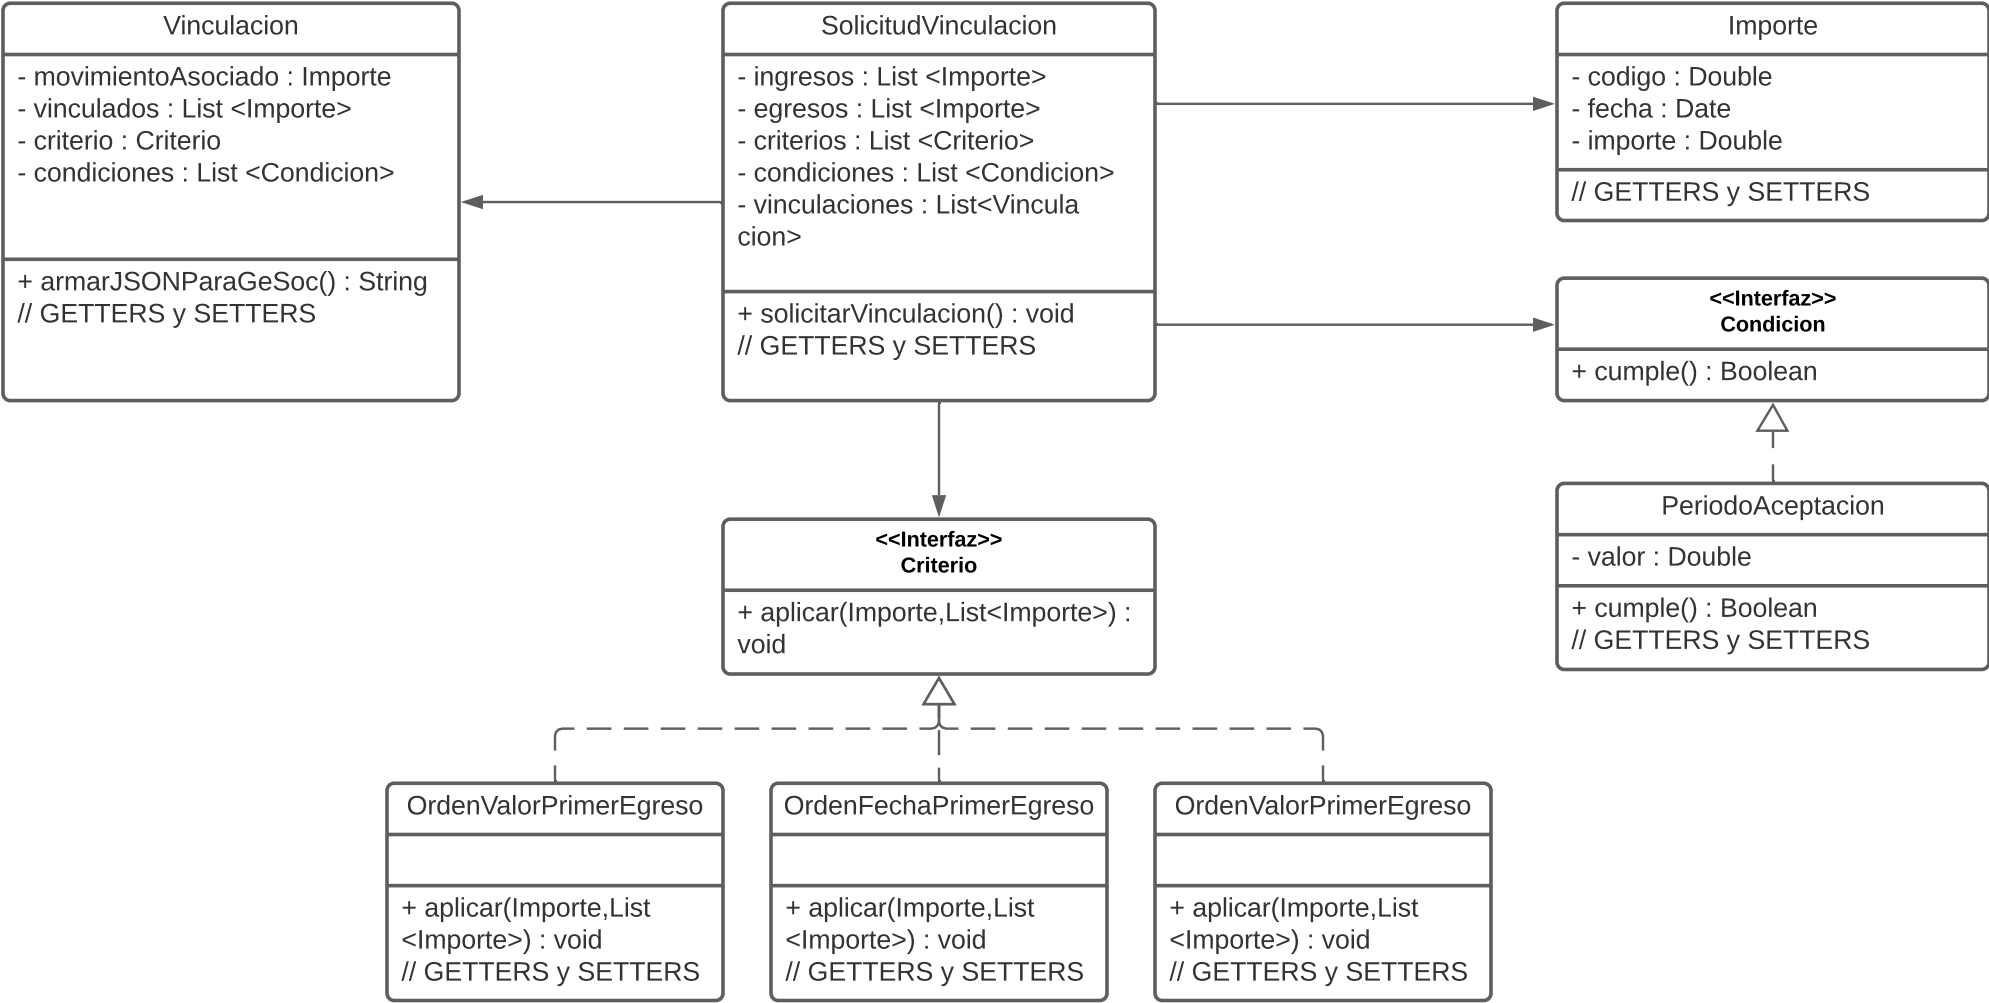 Vinculacion
- movimientoAsociado : Importe
- vinculados : List <Importe>
- criterio : Criterio
- condiciones : List <Condicion>
+ armarJSONParaGeSoc() : String
// GETTERS y SETTERS
SolicitudVinculacion
- ingresos : List <Importe>
- egresos : List <Importe>
- criterios : List <Criterio>
- condiciones : List <Condicion>
- vinculaciones : List<Vincula
cion>
+ solicitarVinculacion() : void
// GETTERS y SETTERS
Importe
- codigo : Double
- fecha : Date
- importe : Double
// GETTERS y SETTERS
<<Interfaz>>
Condicion
+ cumple() : Boolean
PeriodoAceptacion
- valor : Double
+ cumple() : Boolean
// GETTERS y SETTERS
<<Interfaz>>
Criterio
+ aplicar(Importe,List<Importe>) :
void
OrdenValorPrimerEgreso
+ aplicar(Importe,List
<Importe>) : void
// GETTERS y SETTERS
OrdenFechaPrimerEgreso
+ aplicar(Importe,List
<Importe>) : void
// GETTERS y SETTERS
OrdenValorPrimerEgreso
+ aplicar(Importe,List
<Importe>) : void
// GETTERS y SETTERS